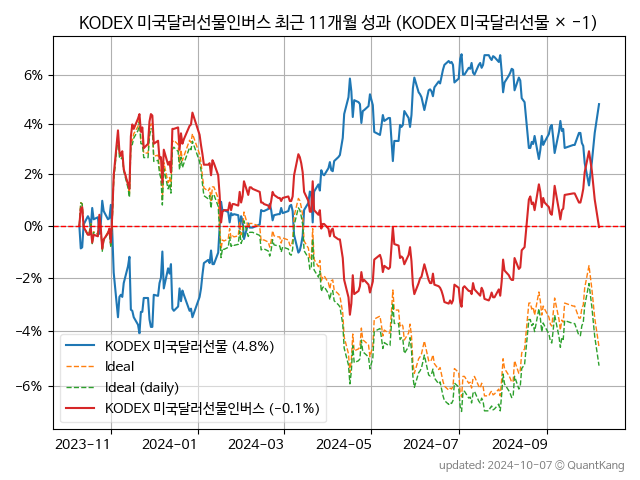 KODEX 미국달러선물인버스 최근 11개월 성과 (KODEX 미국달러선물 × −1)
6%
4%
2%
0%
−2%
−4%
−6%
KODEX 미국달러선물 (4.8%)
Ideal
Ideal (daily)
KODEX 미국달러선물인버스 (−0.1%)
2023−11 2024−01 2024−03 2024−05 2024−07 2024−09
updated: 2024-10-07 © QuantKang